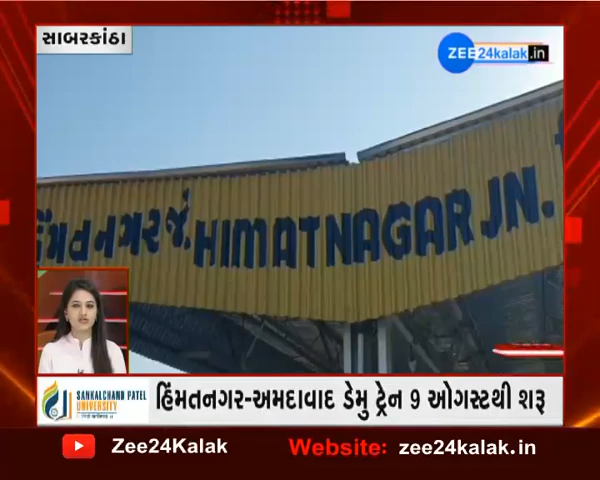 સાબરકાંઠા
ZEE24kalak.in
હિંમતનગર જં. HIMATNAGAR JN.
SANKALCHAND PATEL
UNIVERSITY
હિંમતનગર-અમદાવાદ ડેમુ ટ્રેન 9 ઓગસ્ટથી શરૂ
Zee24Kalak Website: zee24kalak.in